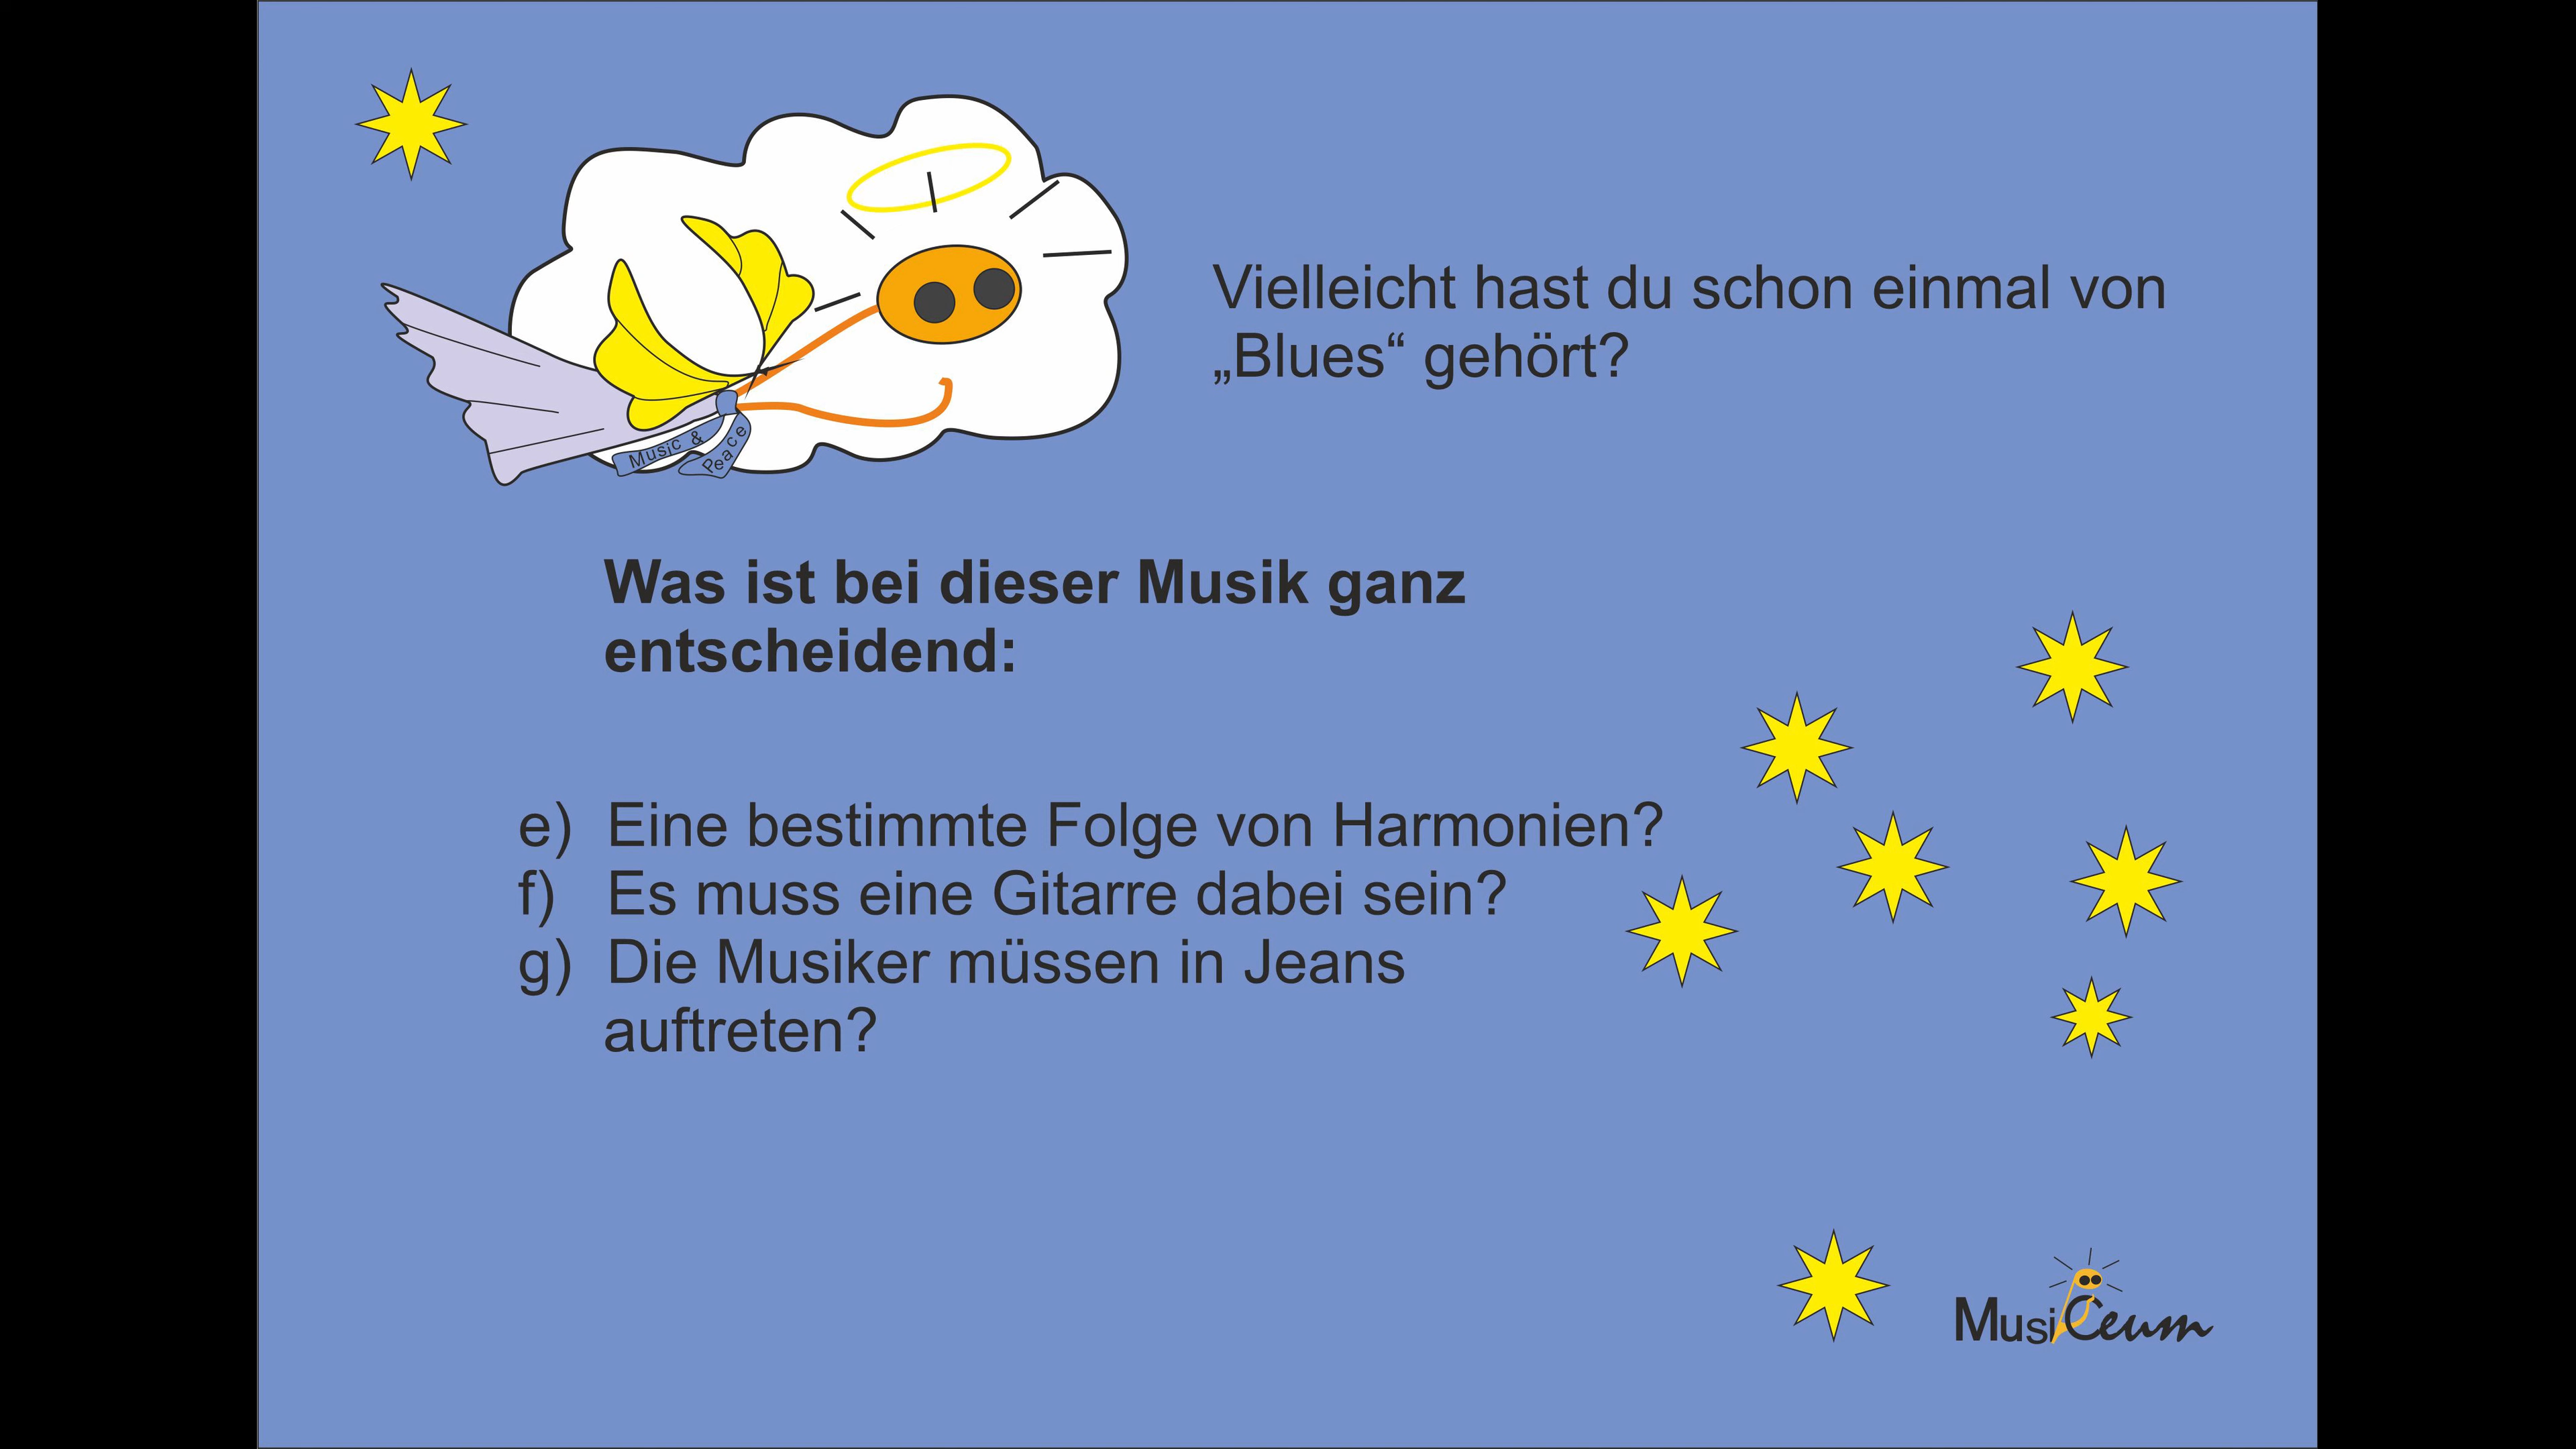 Vielleicht hast du schon einmal von
„Blues“ gehört?
Music &
Peace
Was ist bei dieser Musik ganz
entscheidend:
e) Eine bestimmte Folge von Harmonien?
f) Es muss eine Gitarre dabei sein?
g) Die Musiker müssen in Jeans
auftreten?
MusiCeum